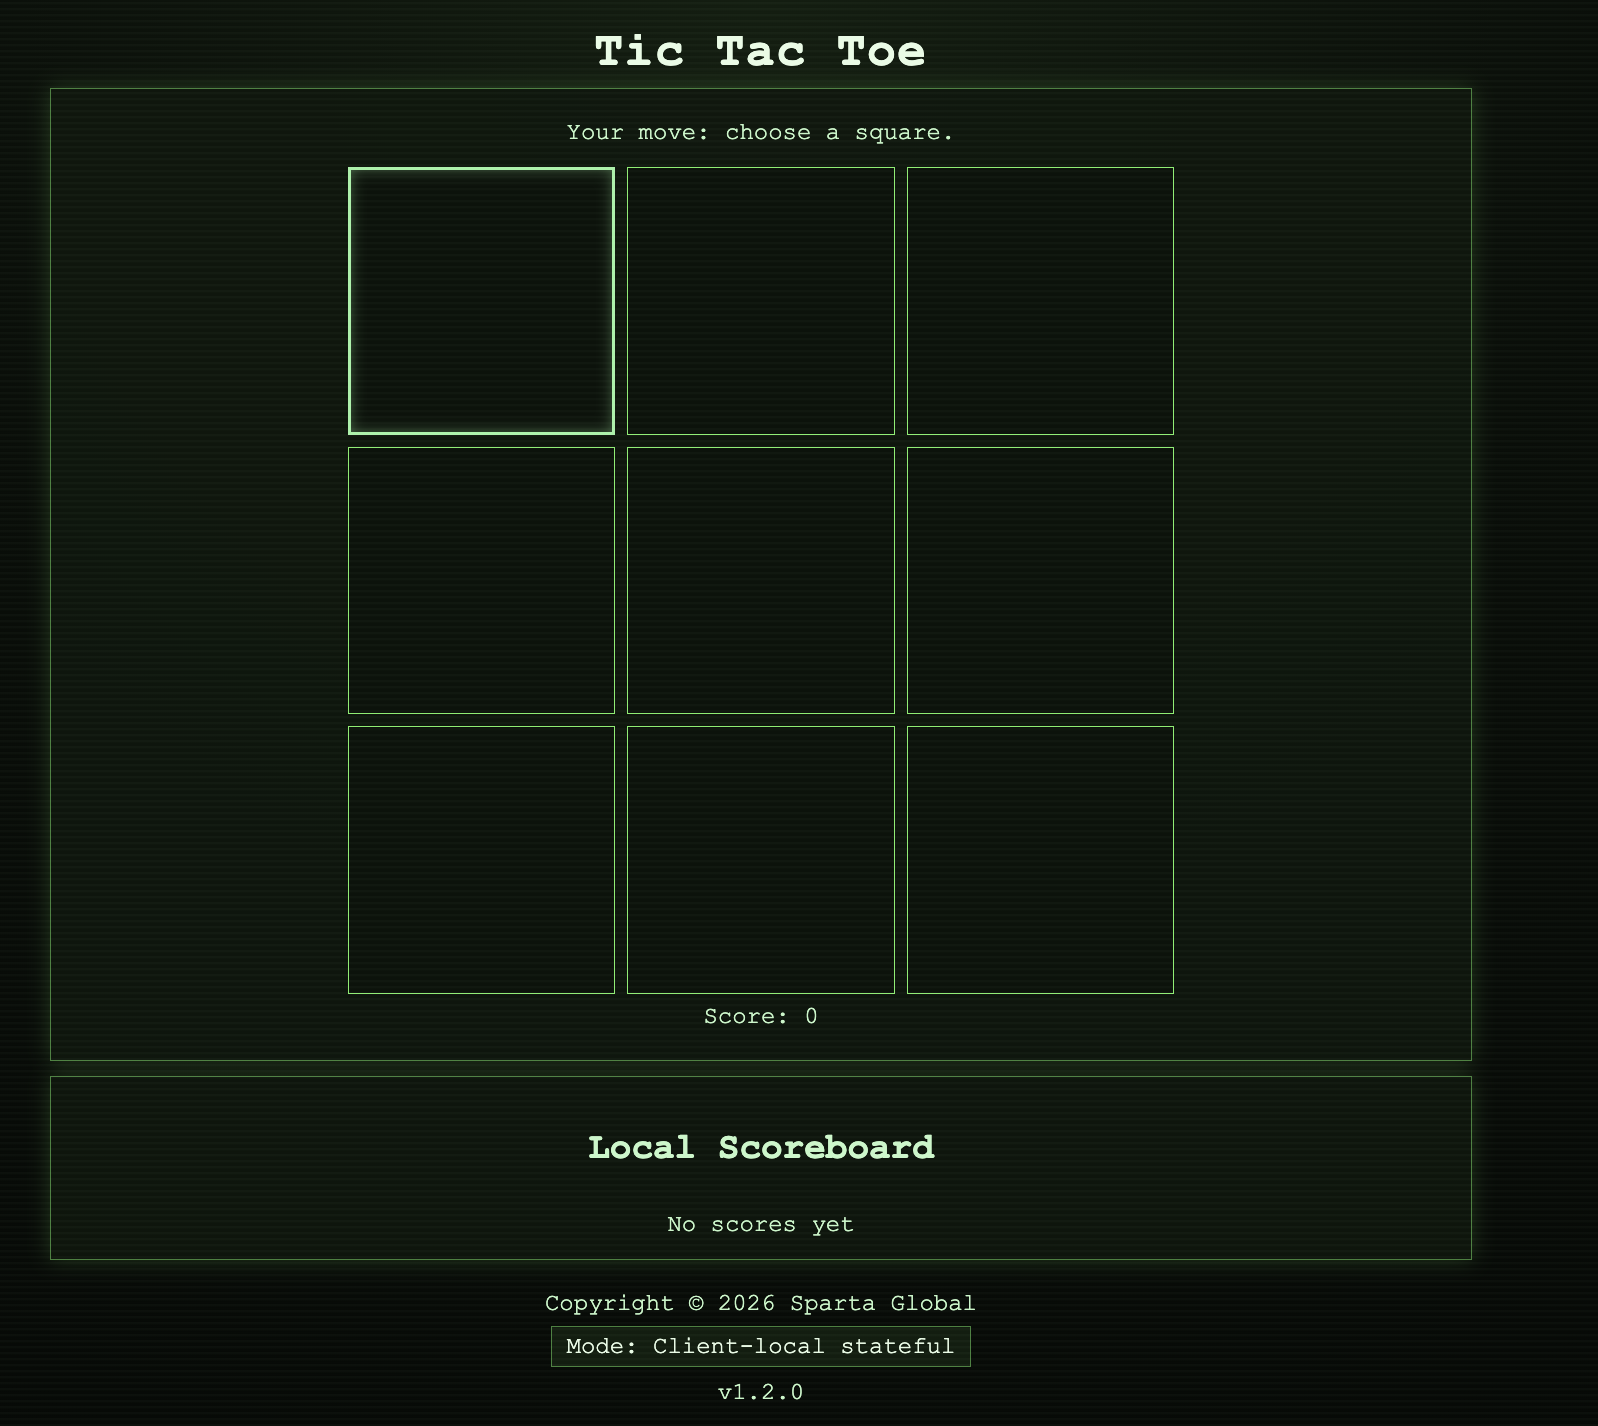 Tic Tac Toe
Your move: choose a square.
Score: 0
Local Scoreboard
No scores yet
Copyright © 2026 Sparta Global
Mode: Client-local stateful
v1.2.0